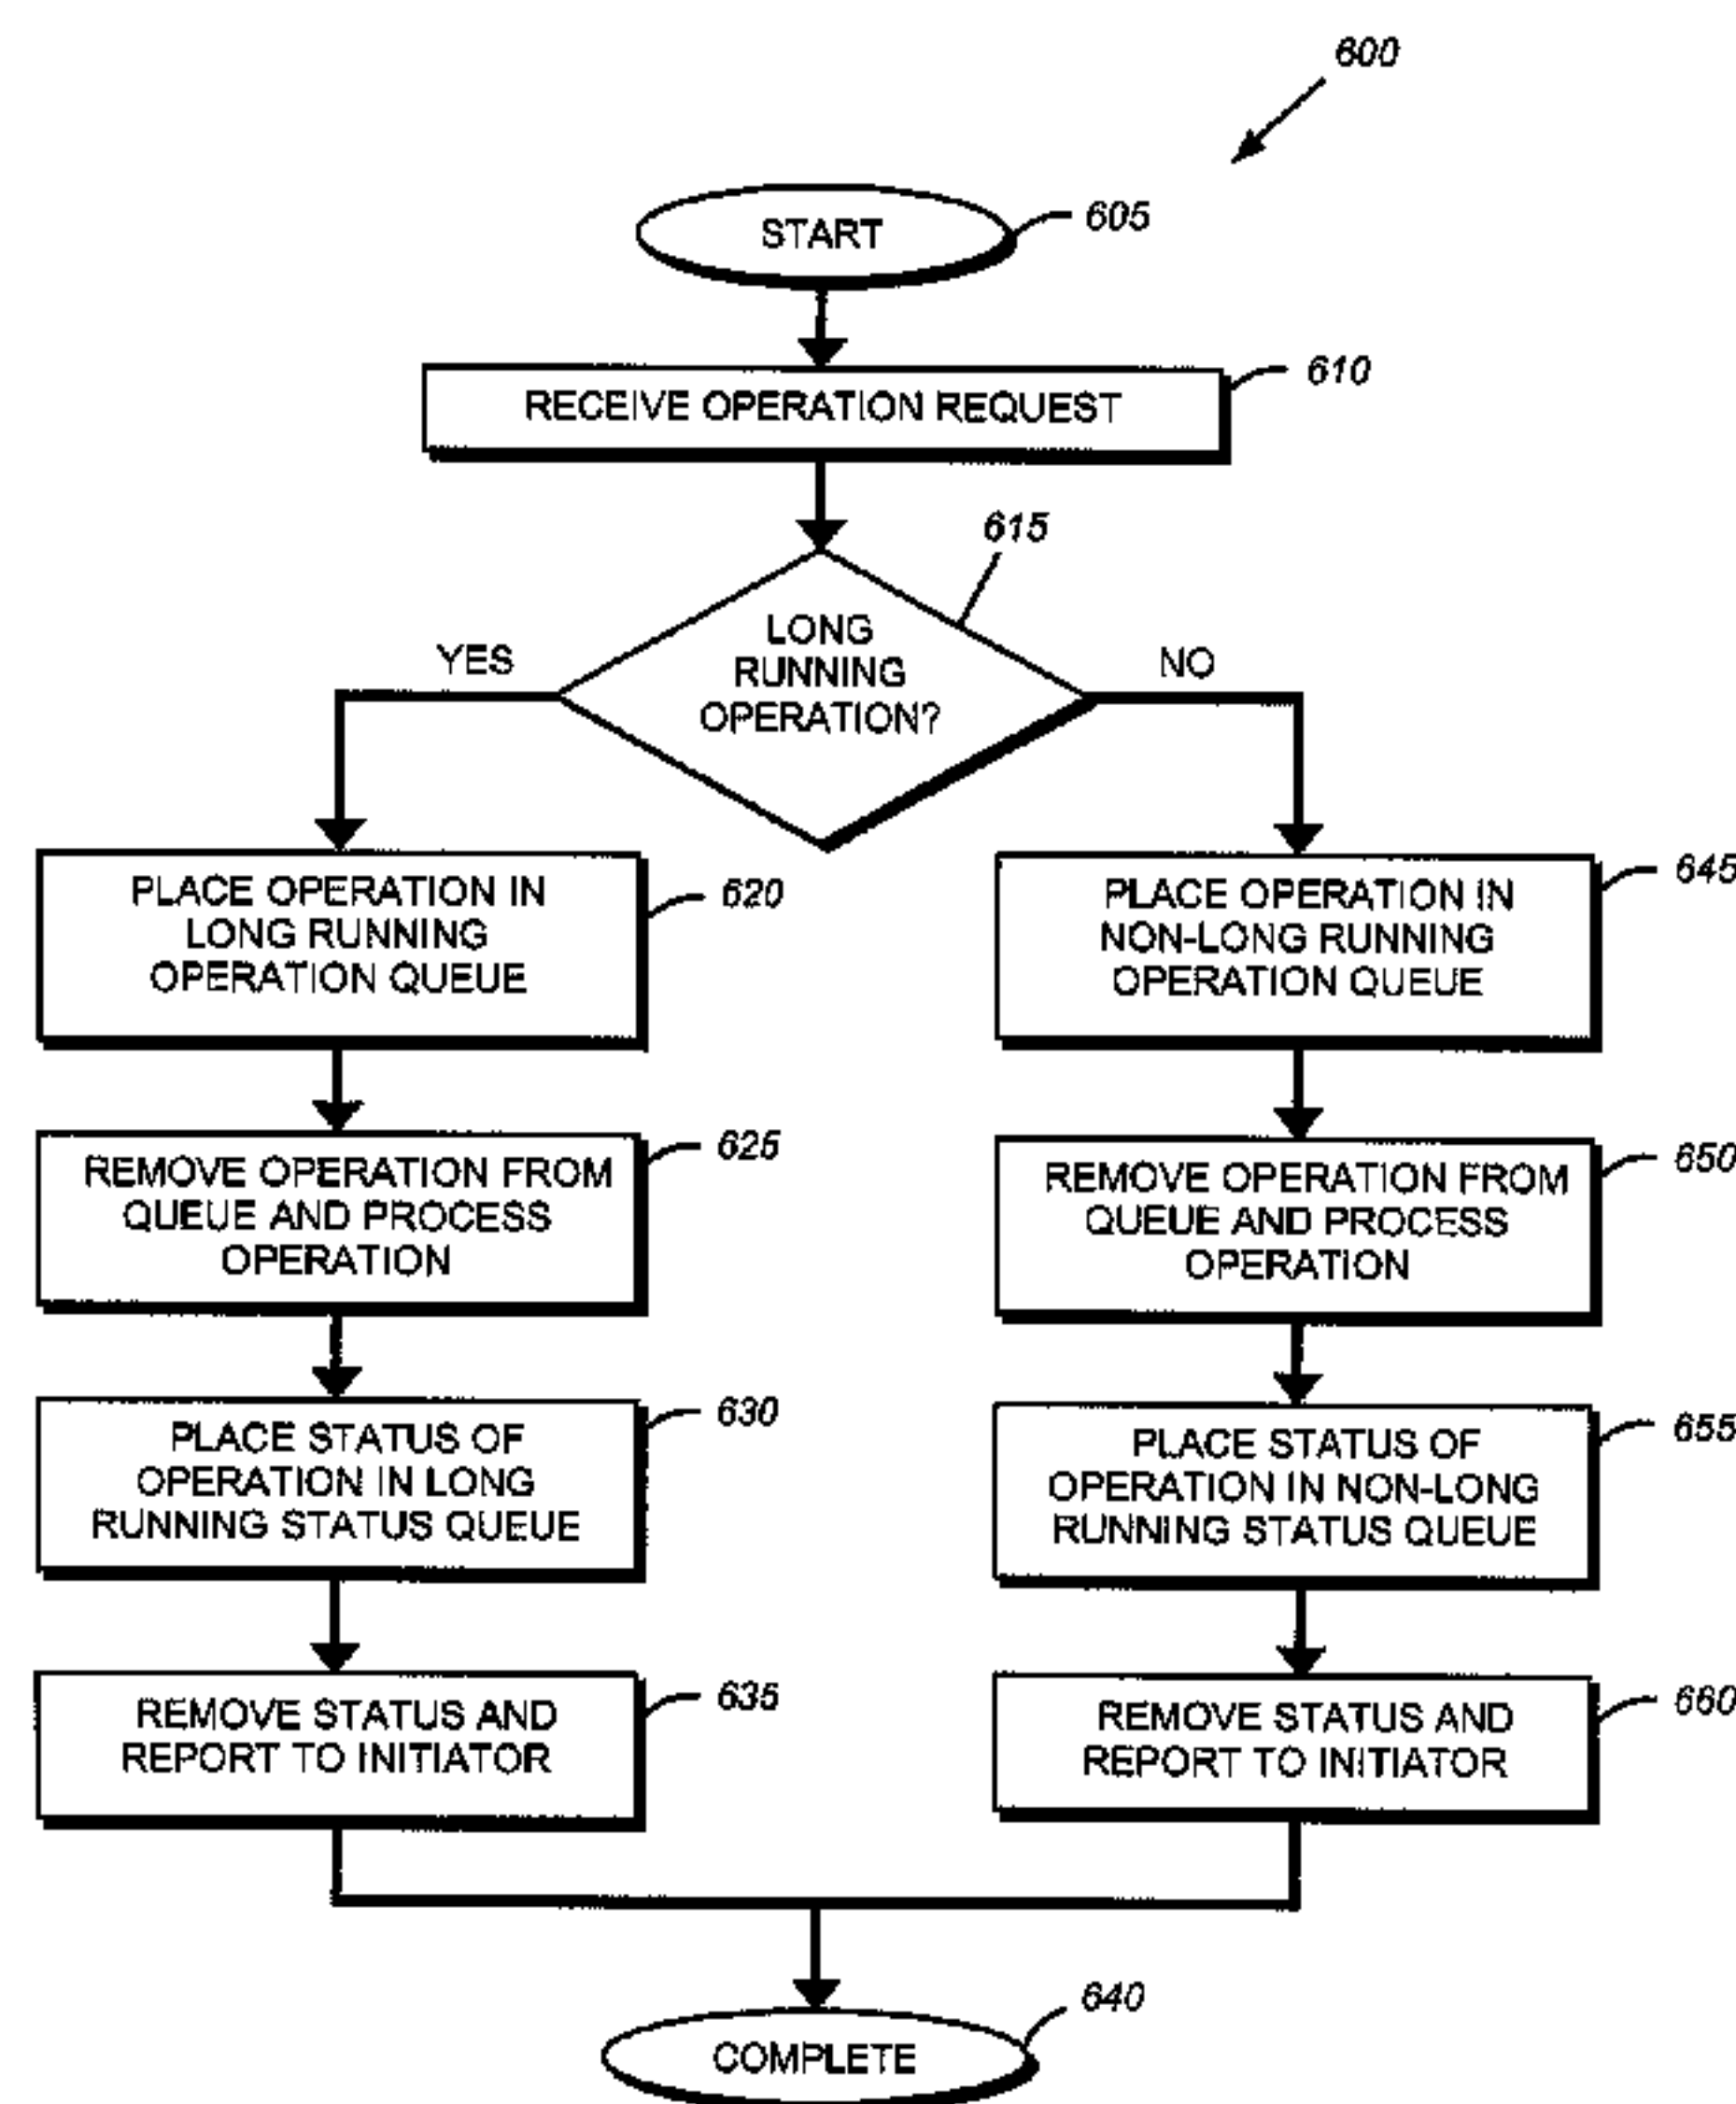 600
START
605
RECEIVE OPERATION REQUEST
610
615
LONG
RUNNING
OPERATION?
YES
NO
PLACE OPERATION IN
LONG RUNNING
OPERATION QUEUE
620
PLACE OPERATION IN
NON-LONG RUNNING
OPERATION QUEUE
645
REMOVE OPERATION FROM
QUEUE AND PROCESS
OPERATION
625
REMOVE OPERATION FROM
QUEUE AND PROCESS
OPERATION
650
PLACE STATUS OF
OPERATION IN LONG
RUNNING STATUS QUEUE
630
PLACE STATUS OF
OPERATION IN NON-LONG
RUNNING STATUS QUEUE
655
REMOVE STATUS AND
REPORT TO INITIATOR
635
REMOVE STATUS AND
REPORT TO INITIATOR
660
640
COMPLETE